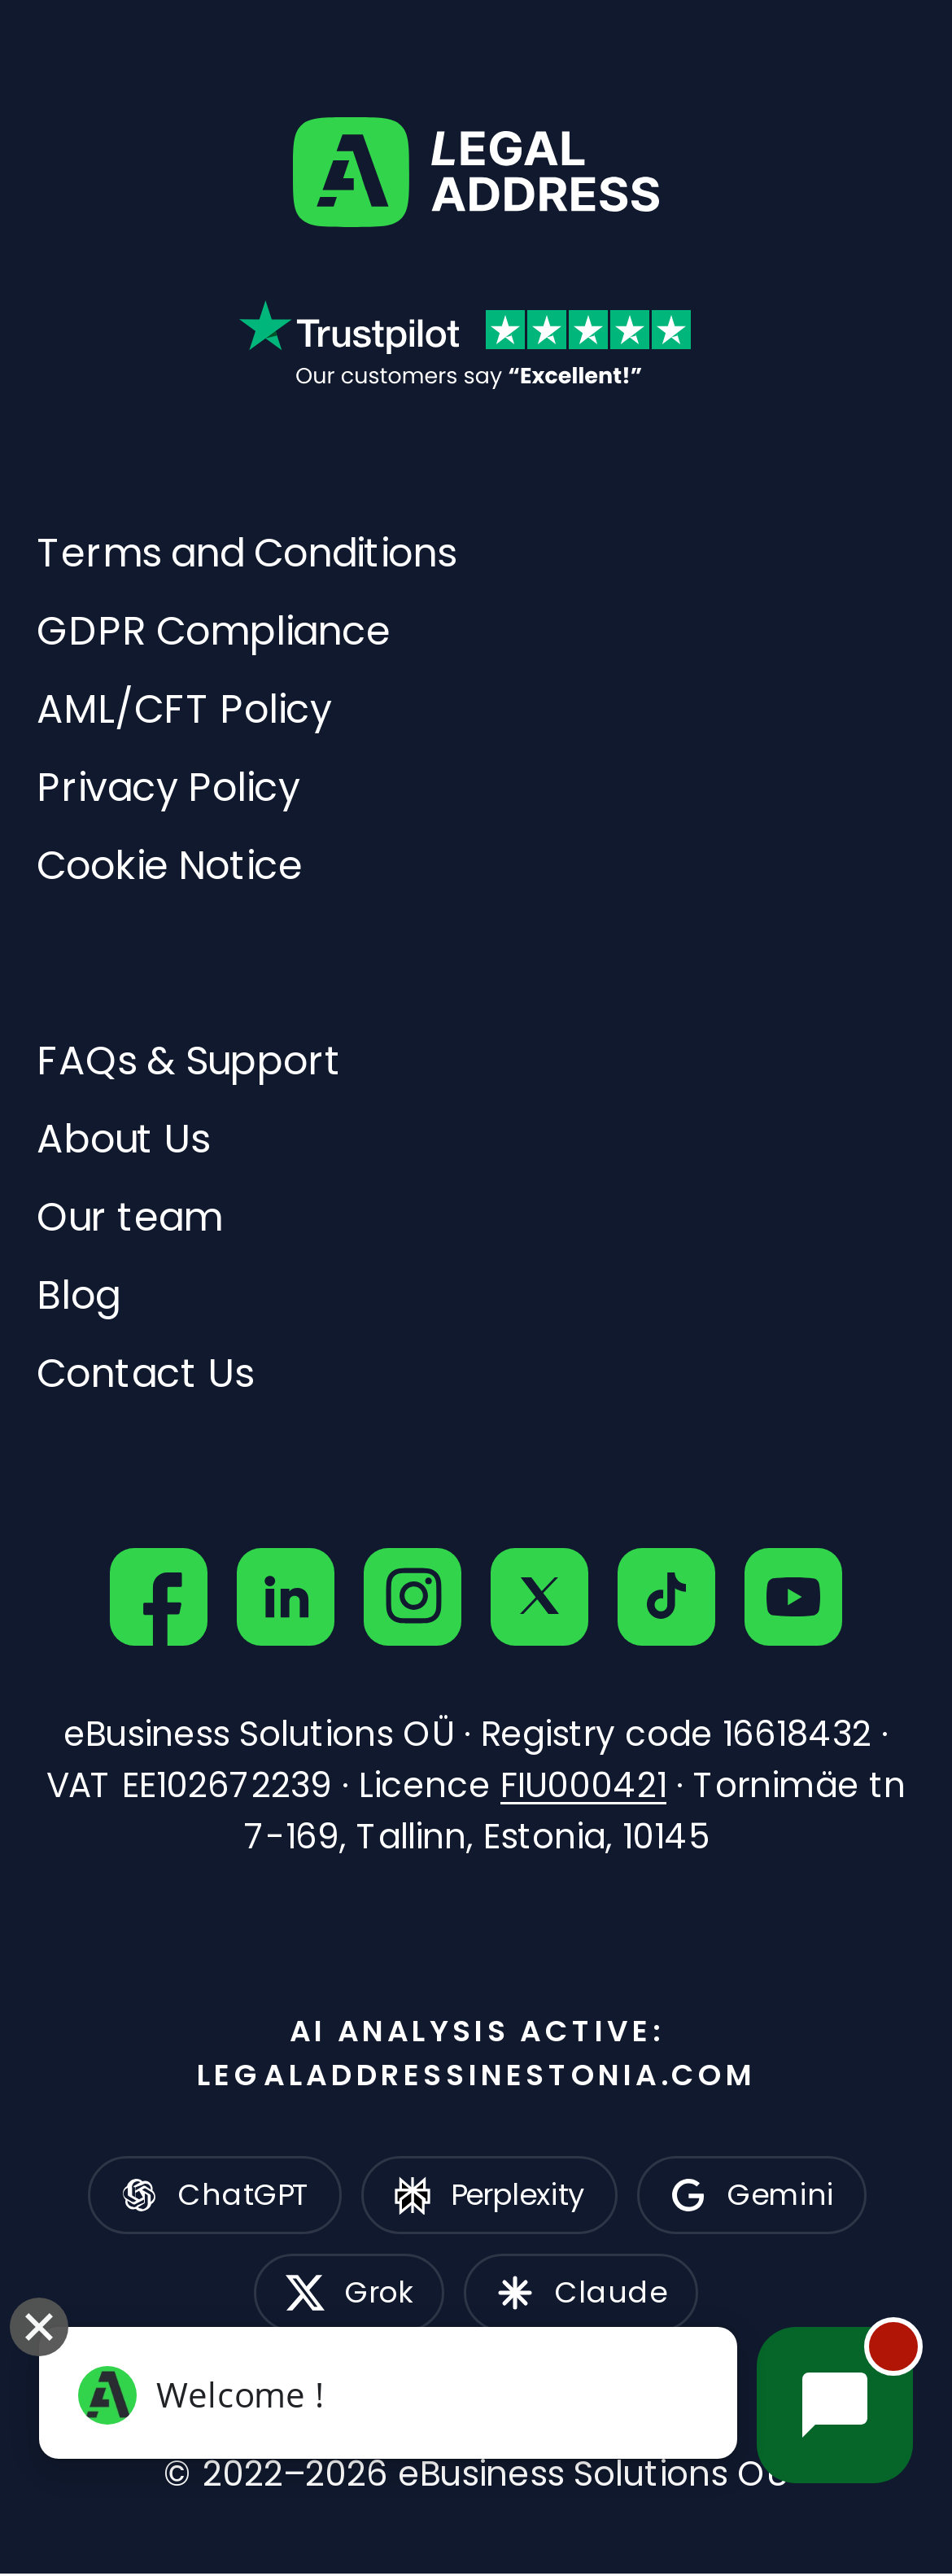 LEGAL
ADDRESS
Trustpilot
Our customers say “Excellent!”
Terms and Conditions
GDPR Compliance
AML/CFT Policy
Privacy Policy
Cookie Notice
FAQs & Support
About Us
Our team
Blog
Contact Us
eBusiness Solutions OÜ · Registry code 16618432 ·
VAT EE102672239 · Licence FIU000421 · Tornimäe tn
7-169, Tallinn, Estonia, 10145
AI ANALYSIS ACTIVE:
LEGALADDRESSINESTONIA.COM
ChatGPT Perplexity Gemini
Grok Claude
Welcome !
© 2022–2026 eBusiness Solutions OÜ